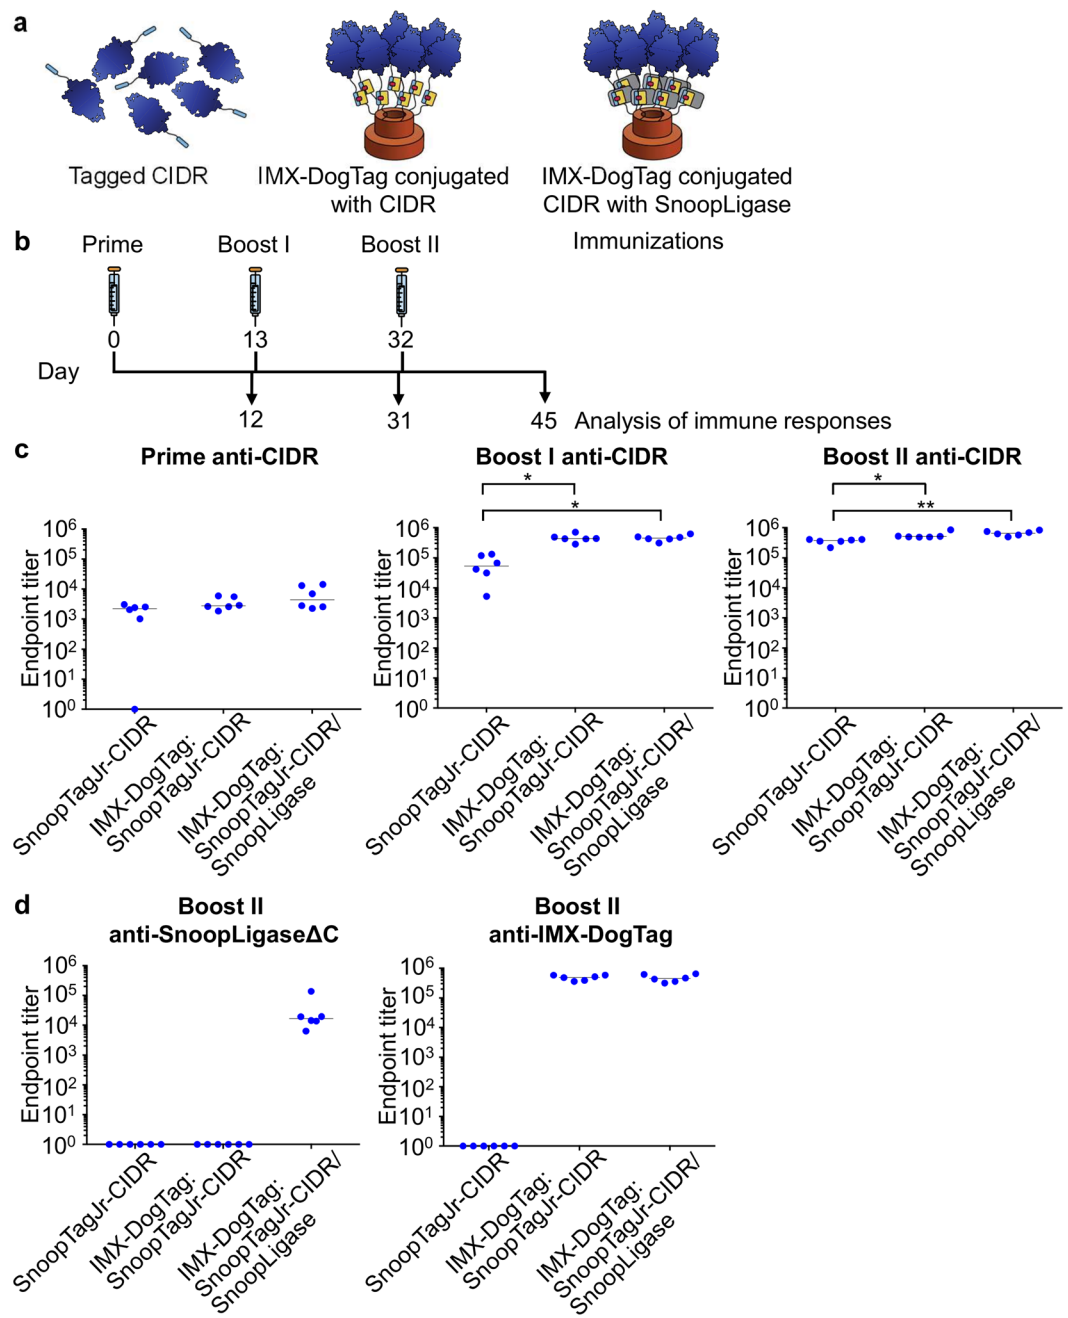 a
Tagged CIDR
IMX-DogTag conjugated
with CIDR
IMX-DogTag conjugated
CIDR with SnoopLigase
b
Prime
Boost I
Boost II
Immunizations
0
13
32
Day
12
31
45
Analysis of immune responses
c
Prime anti-CIDR
Endpoint titer
10⁶
10⁵
10⁴
10³
10²
10¹
10⁰
SnoopTagJr-CIDR
IMX-DogTag:
SnoopTagJr-CIDR
IMX-DogTag:
SnoopTagJr-CIDR/
SnoopLigase
Boost I anti-CIDR
*
*
Endpoint titer
10⁶
10⁵
10⁴
10³
10²
10¹
10⁰
SnoopTagJr-CIDR
IMX-DogTag:
SnoopTagJr-CIDR
IMX-DogTag:
SnoopTagJr-CIDR/
SnoopLigase
Boost II anti-CIDR
*
**
Endpoint titer
10⁶
10⁵
10⁴
10³
10²
10¹
10⁰
SnoopTagJr-CIDR
IMX-DogTag:
SnoopTagJr-CIDR
IMX-DogTag:
SnoopTagJr-CIDR/
SnoopLigase
d
Boost II
anti-SnoopLigaseΔC
Endpoint titer
10⁶
10⁵
10⁴
10³
10²
10¹
10⁰
SnoopTagJr-CIDR
IMX-DogTag:
SnoopTagJr-CIDR
IMX-DogTag:
SnoopTagJr-CIDR/
SnoopLigase
Boost II
anti-IMX-DogTag
Endpoint titer
10⁶
10⁵
10⁴
10³
10²
10¹
10⁰
SnoopTagJr-CIDR
IMX-DogTag:
SnoopTagJr-CIDR
IMX-DogTag:
SnoopTagJr-CIDR/
SnoopLigase